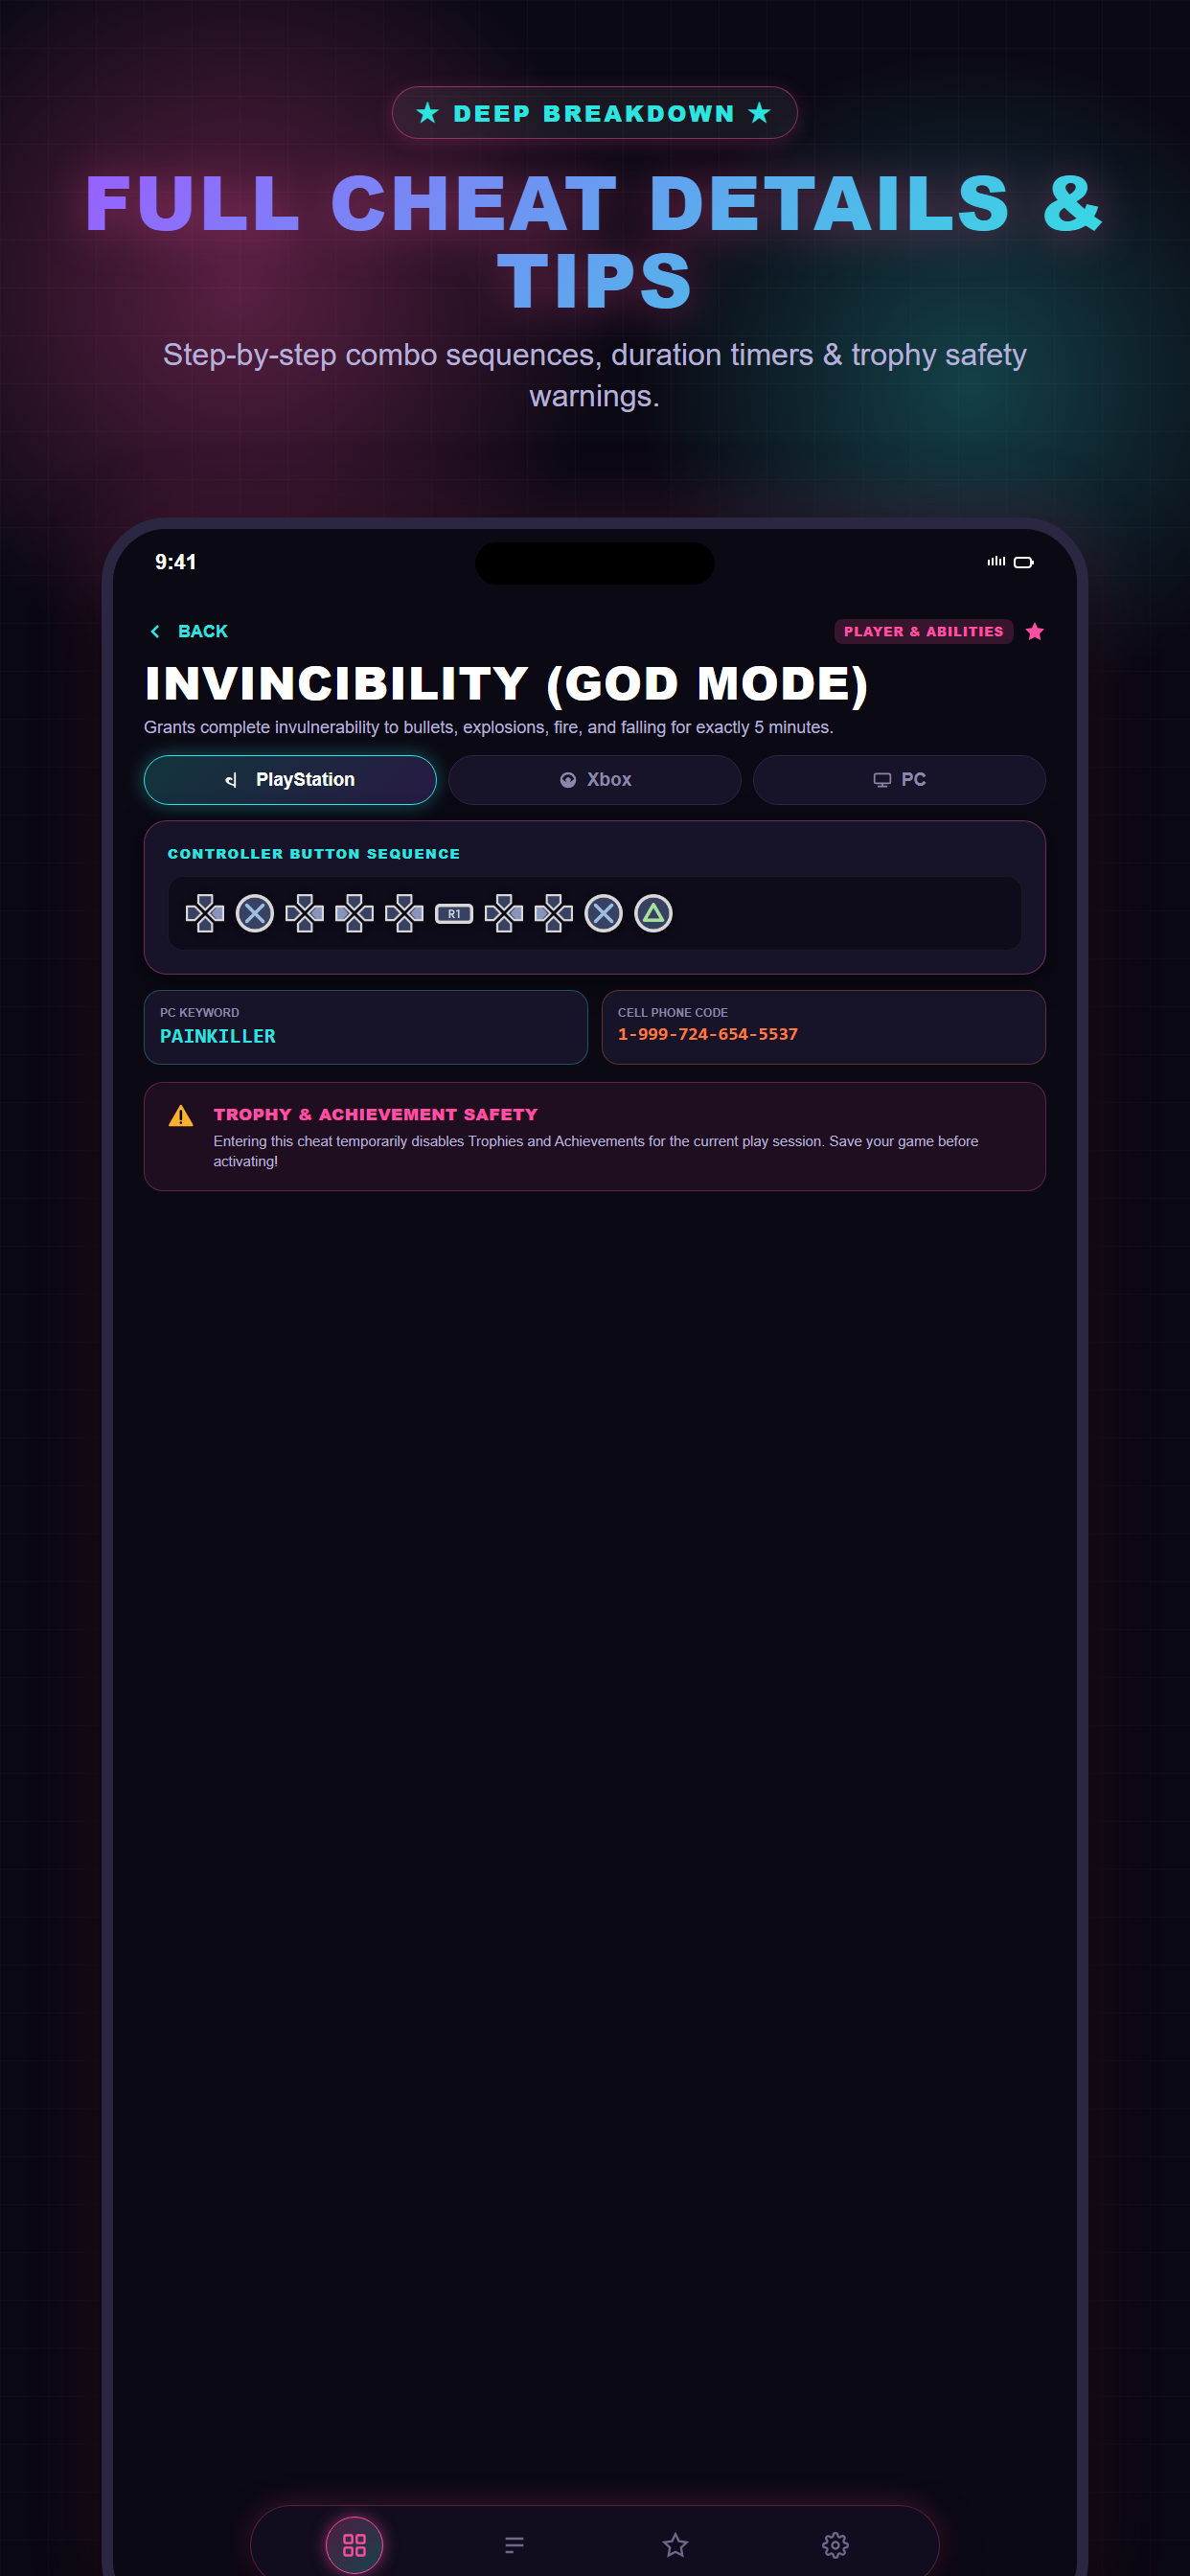 ★ DEEP BREAKDOWN ★
FULL CHEAT DETAILS &
TIPS
Step-by-step combo sequences, duration timers & trophy safety
warnings.
9:41
BACK
PLAYER & ABILITIES
INVINCIBILITY (GOD MODE)
Grants complete invulnerability to bullets, explosions, fire, and falling for exactly 5 minutes.
PlayStation
Xbox
PC
CONTROLLER BUTTON SEQUENCE
R1
PC KEYWORD
PAINKILLER
CELL PHONE CODE
1-999-724-654-5537
TROPHY & ACHIEVEMENT SAFETY
Entering this cheat temporarily disables Trophies and Achievements for the current play session. Save your game before
activating!